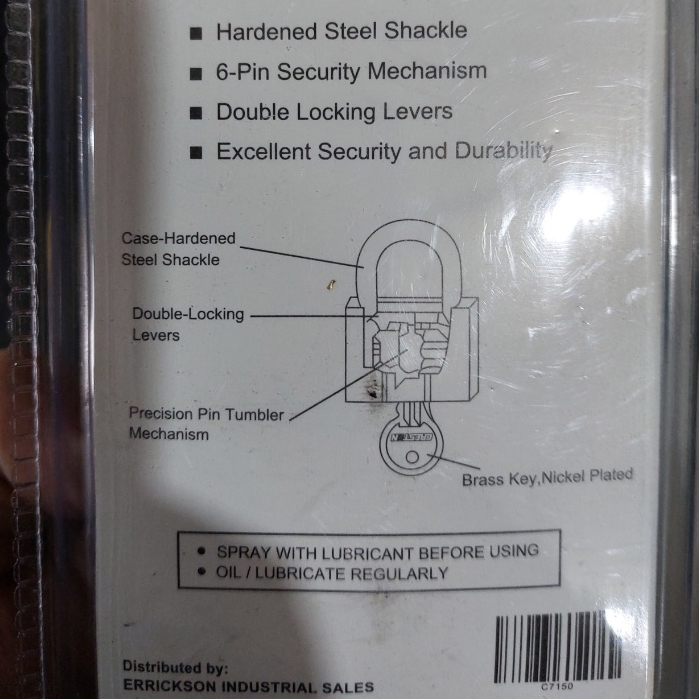 ■ Hardened Steel Shackle
■ 6-Pin Security Mechanism
■ Double Locking Levers
■ Excellent Security and Durability
Case-Hardened
Steel Shackle
Double-Locking
Levers
Precision Pin Tumbler
Mechanism
Brass Key,Nickel Plated
• SPRAY WITH LUBRICANT BEFORE USING
• OIL / LUBRICATE REGULARLY
Distributed by:
ERRICKSON INDUSTRIAL SALES
C7150